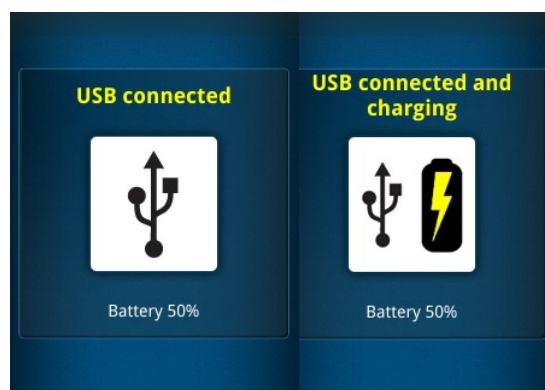 USB connected
Battery 50%
USB connected and
charging
Battery 50%